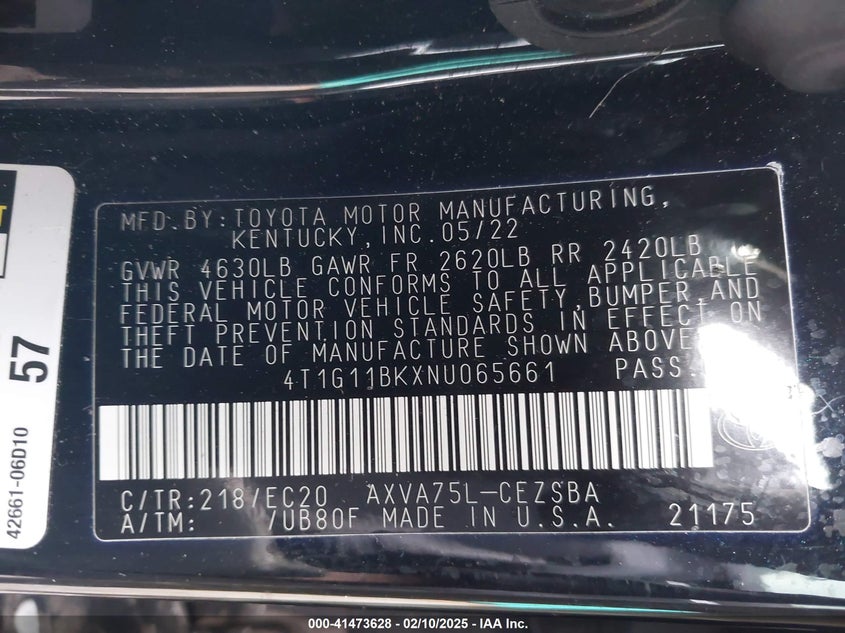 MFD.BY:TOYOTA MOTOR MANUFACTURING,
KENTUCKY,INC.05/22
GVWR 4630LB GAWR FR 2620LB RR 2420LB
THIS VEHICLE CONFORMS TO ALL APPLICABLE
FEDERAL MOTOR VEHICLE SAFETY,BUMPER,AND
THEFT PREVENTION STANDARDS IN EFFECT ON
THE DATE OF MANUFACTURE SHOWN ABOVE.
4T1G11BKXNU065661 PASS.
C/TR:218/EC20 AXVA75L-CEZSBA
A/TM: /UB80F MADE IN U.S.A. 21175
57
42661-06D10
000-41473628 - 02/10/2025 - IAA Inc.